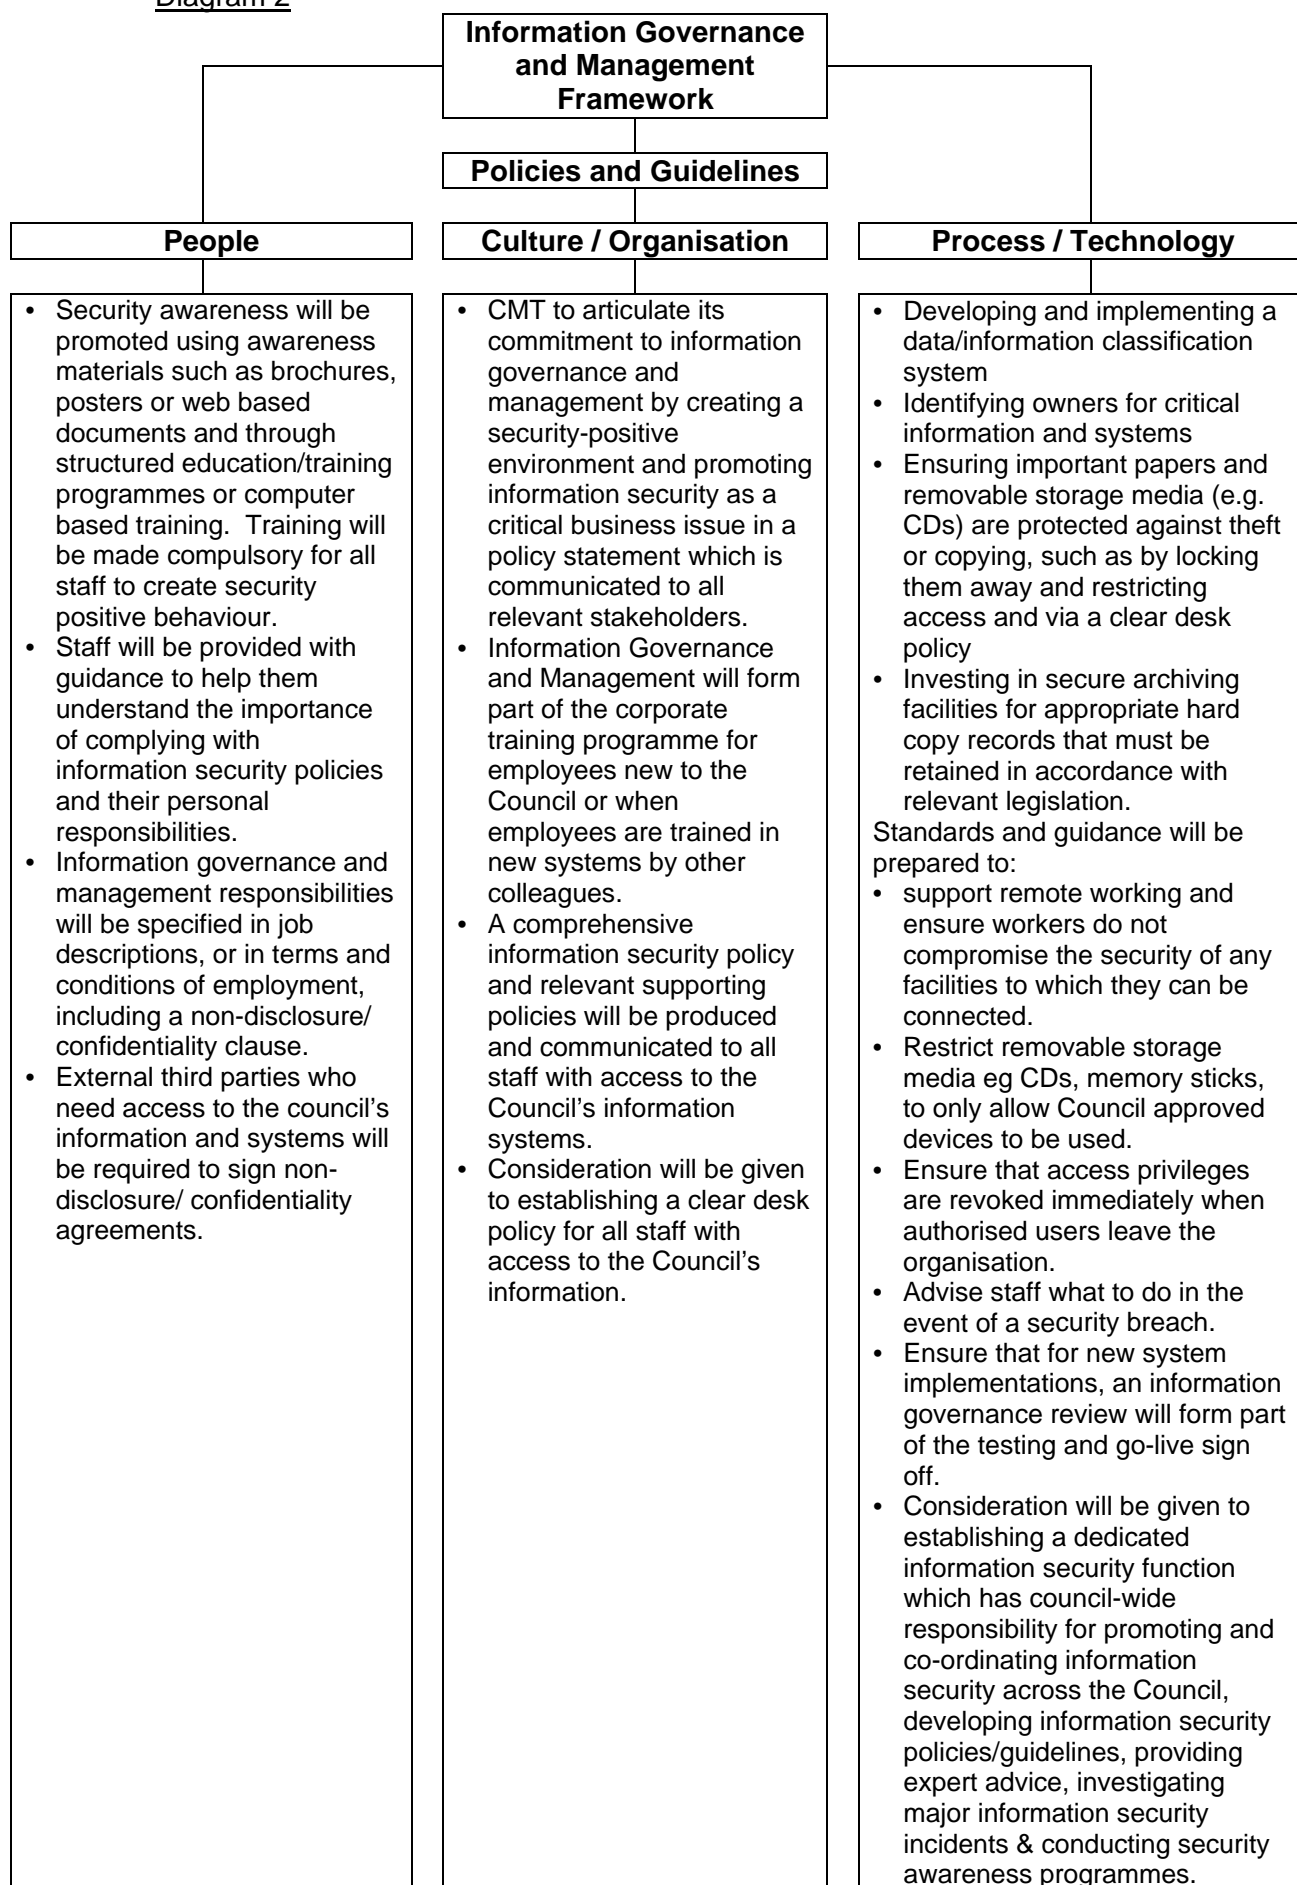 Diagram 2
Information Governance
and Management
Framework
Policies and Guidelines
People
• Security awareness will be
promoted using awareness
materials such as brochures,
posters or web based
documents and through
structured education/training
programmes or computer
based training.  Training will
be made compulsory for all
staff to create security
positive behaviour.
• Staff will be provided with
guidance to help them
understand the importance
of complying with
information security policies
and their personal
responsibilities.
• Information governance and
management responsibilities
will be specified in job
descriptions, or in terms and
conditions of employment,
including a non-disclosure/
confidentiality clause.
• External third parties who
need access to the council’s
information and systems will
be required to sign non-
disclosure/ confidentiality
agreements.
Culture / Organisation
• CMT to articulate its
commitment to information
governance and
management by creating a
security-positive
environment and promoting
information security as a
critical business issue in a
policy statement which is
communicated to all
relevant stakeholders.
• Information Governance
and Management will form
part of the corporate
training programme for
employees new to the
Council or when
employees are trained in
new systems by other
colleagues.
• A comprehensive
information security policy
and relevant supporting
policies will be produced
and communicated to all
staff with access to the
Council’s information
systems.
• Consideration will be given
to establishing a clear desk
policy for all staff with
access to the Council’s
information.
Process / Technology
• Developing and implementing a
data/information classification
system
• Identifying owners for critical
information and systems
• Ensuring important papers and
removable storage media (e.g.
CDs) are protected against theft
or copying, such as by locking
them away and restricting
access and via a clear desk
policy
• Investing in secure archiving
facilities for appropriate hard
copy records that must be
retained in accordance with
relevant legislation.
Standards and guidance will be
prepared to:
• support remote working and
ensure workers do not
compromise the security of any
facilities to which they can be
connected.
• Restrict removable storage
media eg CDs, memory sticks,
to only allow Council approved
devices to be used.
• Ensure that access privileges
are revoked immediately when
authorised users leave the
organisation.
• Advise staff what to do in the
event of a security breach.
• Ensure that for new system
implementations, an information
governance review will form part
of the testing and go-live sign
off.
• Consideration will be given to
establishing a dedicated
information security function
which has council-wide
responsibility for promoting and
co-ordinating information
security across the Council,
developing information security
policies/guidelines, providing
expert advice, investigating
major information security
incidents & conducting security
awareness programmes.